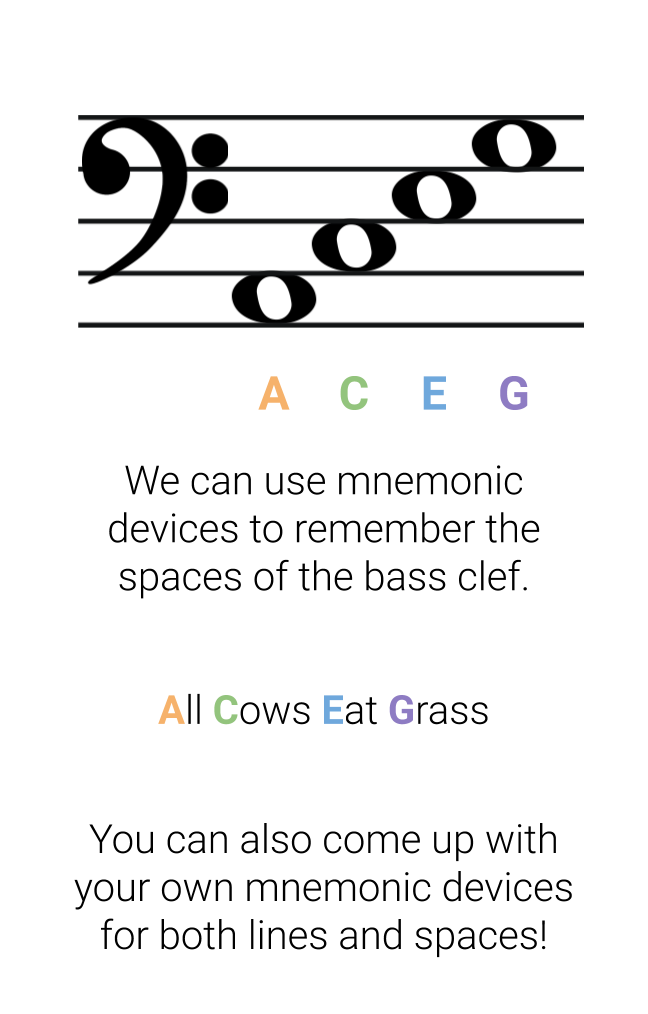 A C E G
We can use mnemonic
devices to remember the
spaces of the bass clef.
All Cows Eat Grass
You can also come up with
your own mnemonic devices
for both lines and spaces!